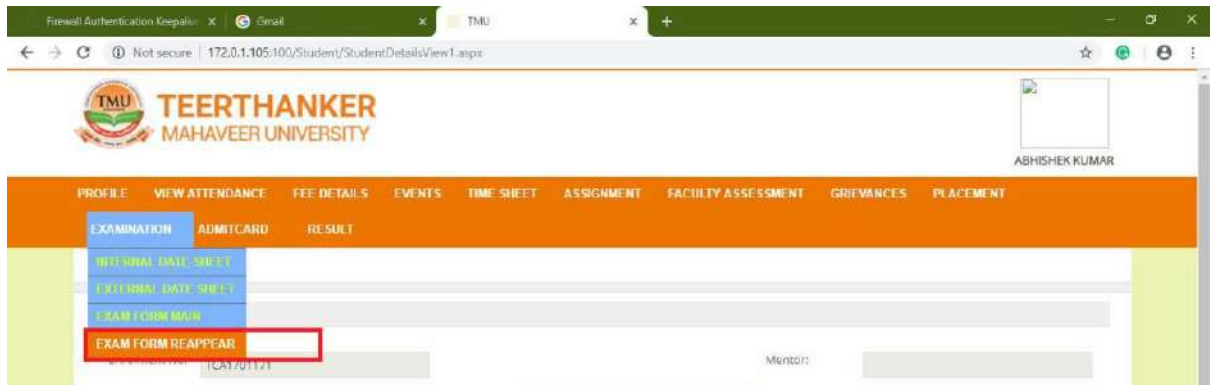 Firewall Authentication Keepaliv
Gmail
TMU
Not secure | 172.0.1.105:100/Student/StudentDetailsView1.aspx
TMU
TEERTHANKER
MAHAVEER UNIVERSITY
ABHISHEK KUMAR
PROFILE VIEW ATTENDANCE FEE DETAILS EVENTS TIME SHEET ASSIGNMENT FACULTY ASSESSMENT GRIEVANCES PLACEMENT
EXAMINATION ADMITCARD RESULT
INTERNAL DATE SHEET
EXTERNAL DATE SHEET
EXAM FORM MAIN
EXAM FORM REAPPEAR
TCA1701171
Mentor: